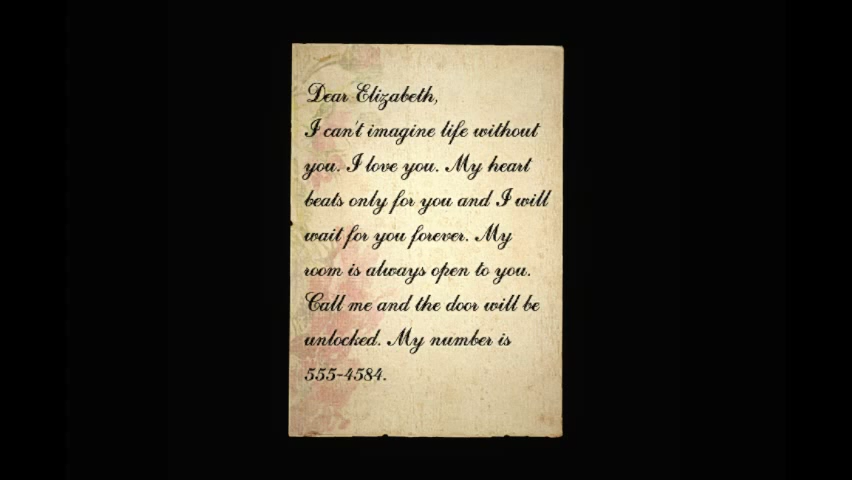 Dear Elizabeth,
I can't imagine life without
you. I love you. My heart
beats only for you and I will
wait for you forever. My
room is always open to you.
Call me and the door will be
unlocked. My number is
555-4584.